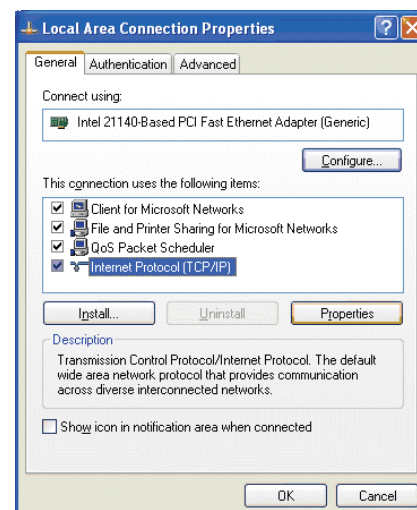 Local Area Connection Properties
General Authentication Advanced
Connect using:
Intel 21140-Based PCI Fast Ethernet Adapter (Generic)
Configure...
This connection uses the following items:
Client for Microsoft Networks
File and Printer Sharing for Microsoft Networks
QoS Packet Scheduler
Internet Protocol (TCP/IP)
Install... Uninstall Properties
Description
Transmission Control Protocol/Internet Protocol. The default
wide area network protocol that provides communication
across diverse interconnected networks.
Show icon in notification area when connected
OK Cancel